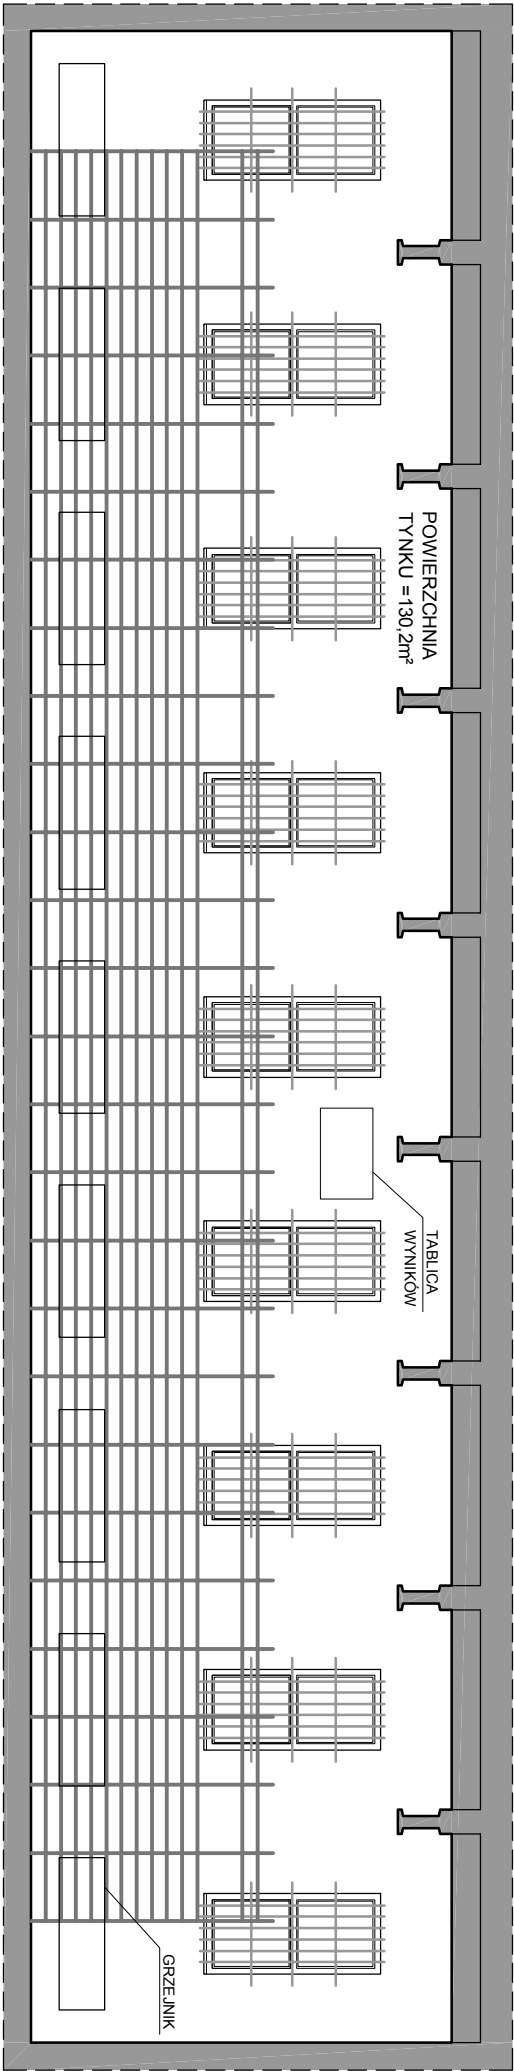 POWIERZCHNIA
TYNKU =130,2m²
TABLICA
WYNIKÓW
GRZEJNIK